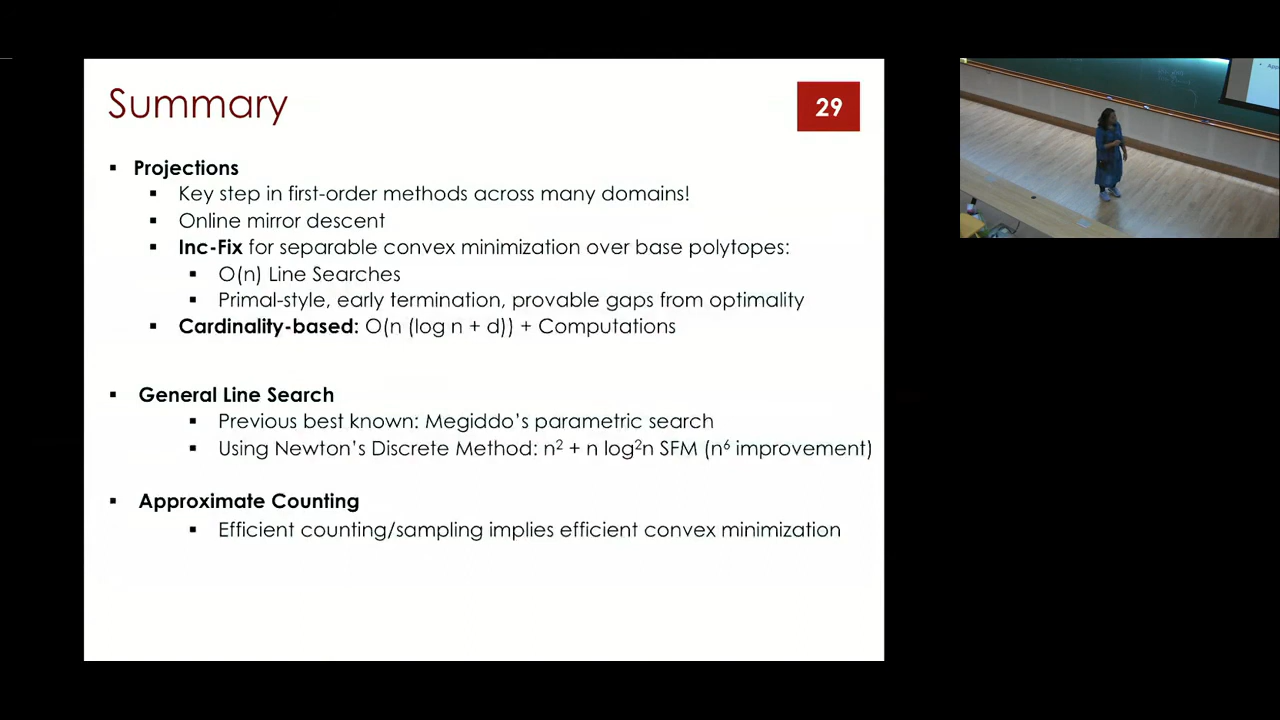 Summary
29
▪ Projections
▪ Key step in first-order methods across many domains!
▪ Online mirror descent
▪ Inc-Fix for separable convex minimization over base polytopes:
▪ O(n) Line Searches
▪ Primal-style, early termination, provable gaps from optimality
▪ Cardinality-based: O(n (log n + d)) + Computations
▪ General Line Search
▪ Previous best known: Megiddo's parametric search
▪ Using Newton's Discrete Method: n² + n log²n SFM (n⁶ improvement)
▪ Approximate Counting
▪ Efficient counting/sampling implies efficient convex minimization